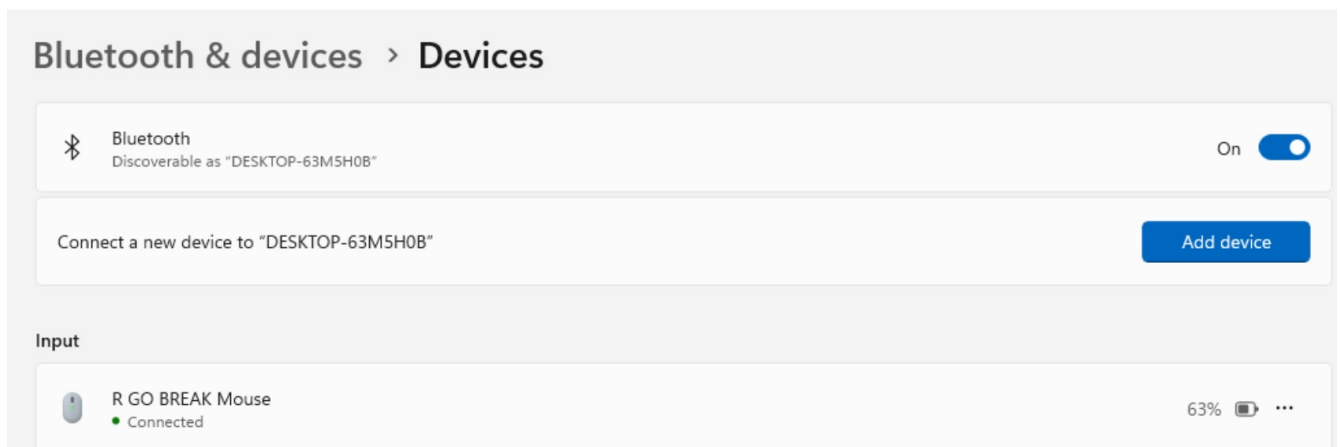 Bluetooth & devices > Devices
Bluetooth
Discoverable as “DESKTOP-63M5H0B”
On
Connect a new device to “DESKTOP-63M5H0B”
Add device
Input
R GO BREAK Mouse
Connected
63%